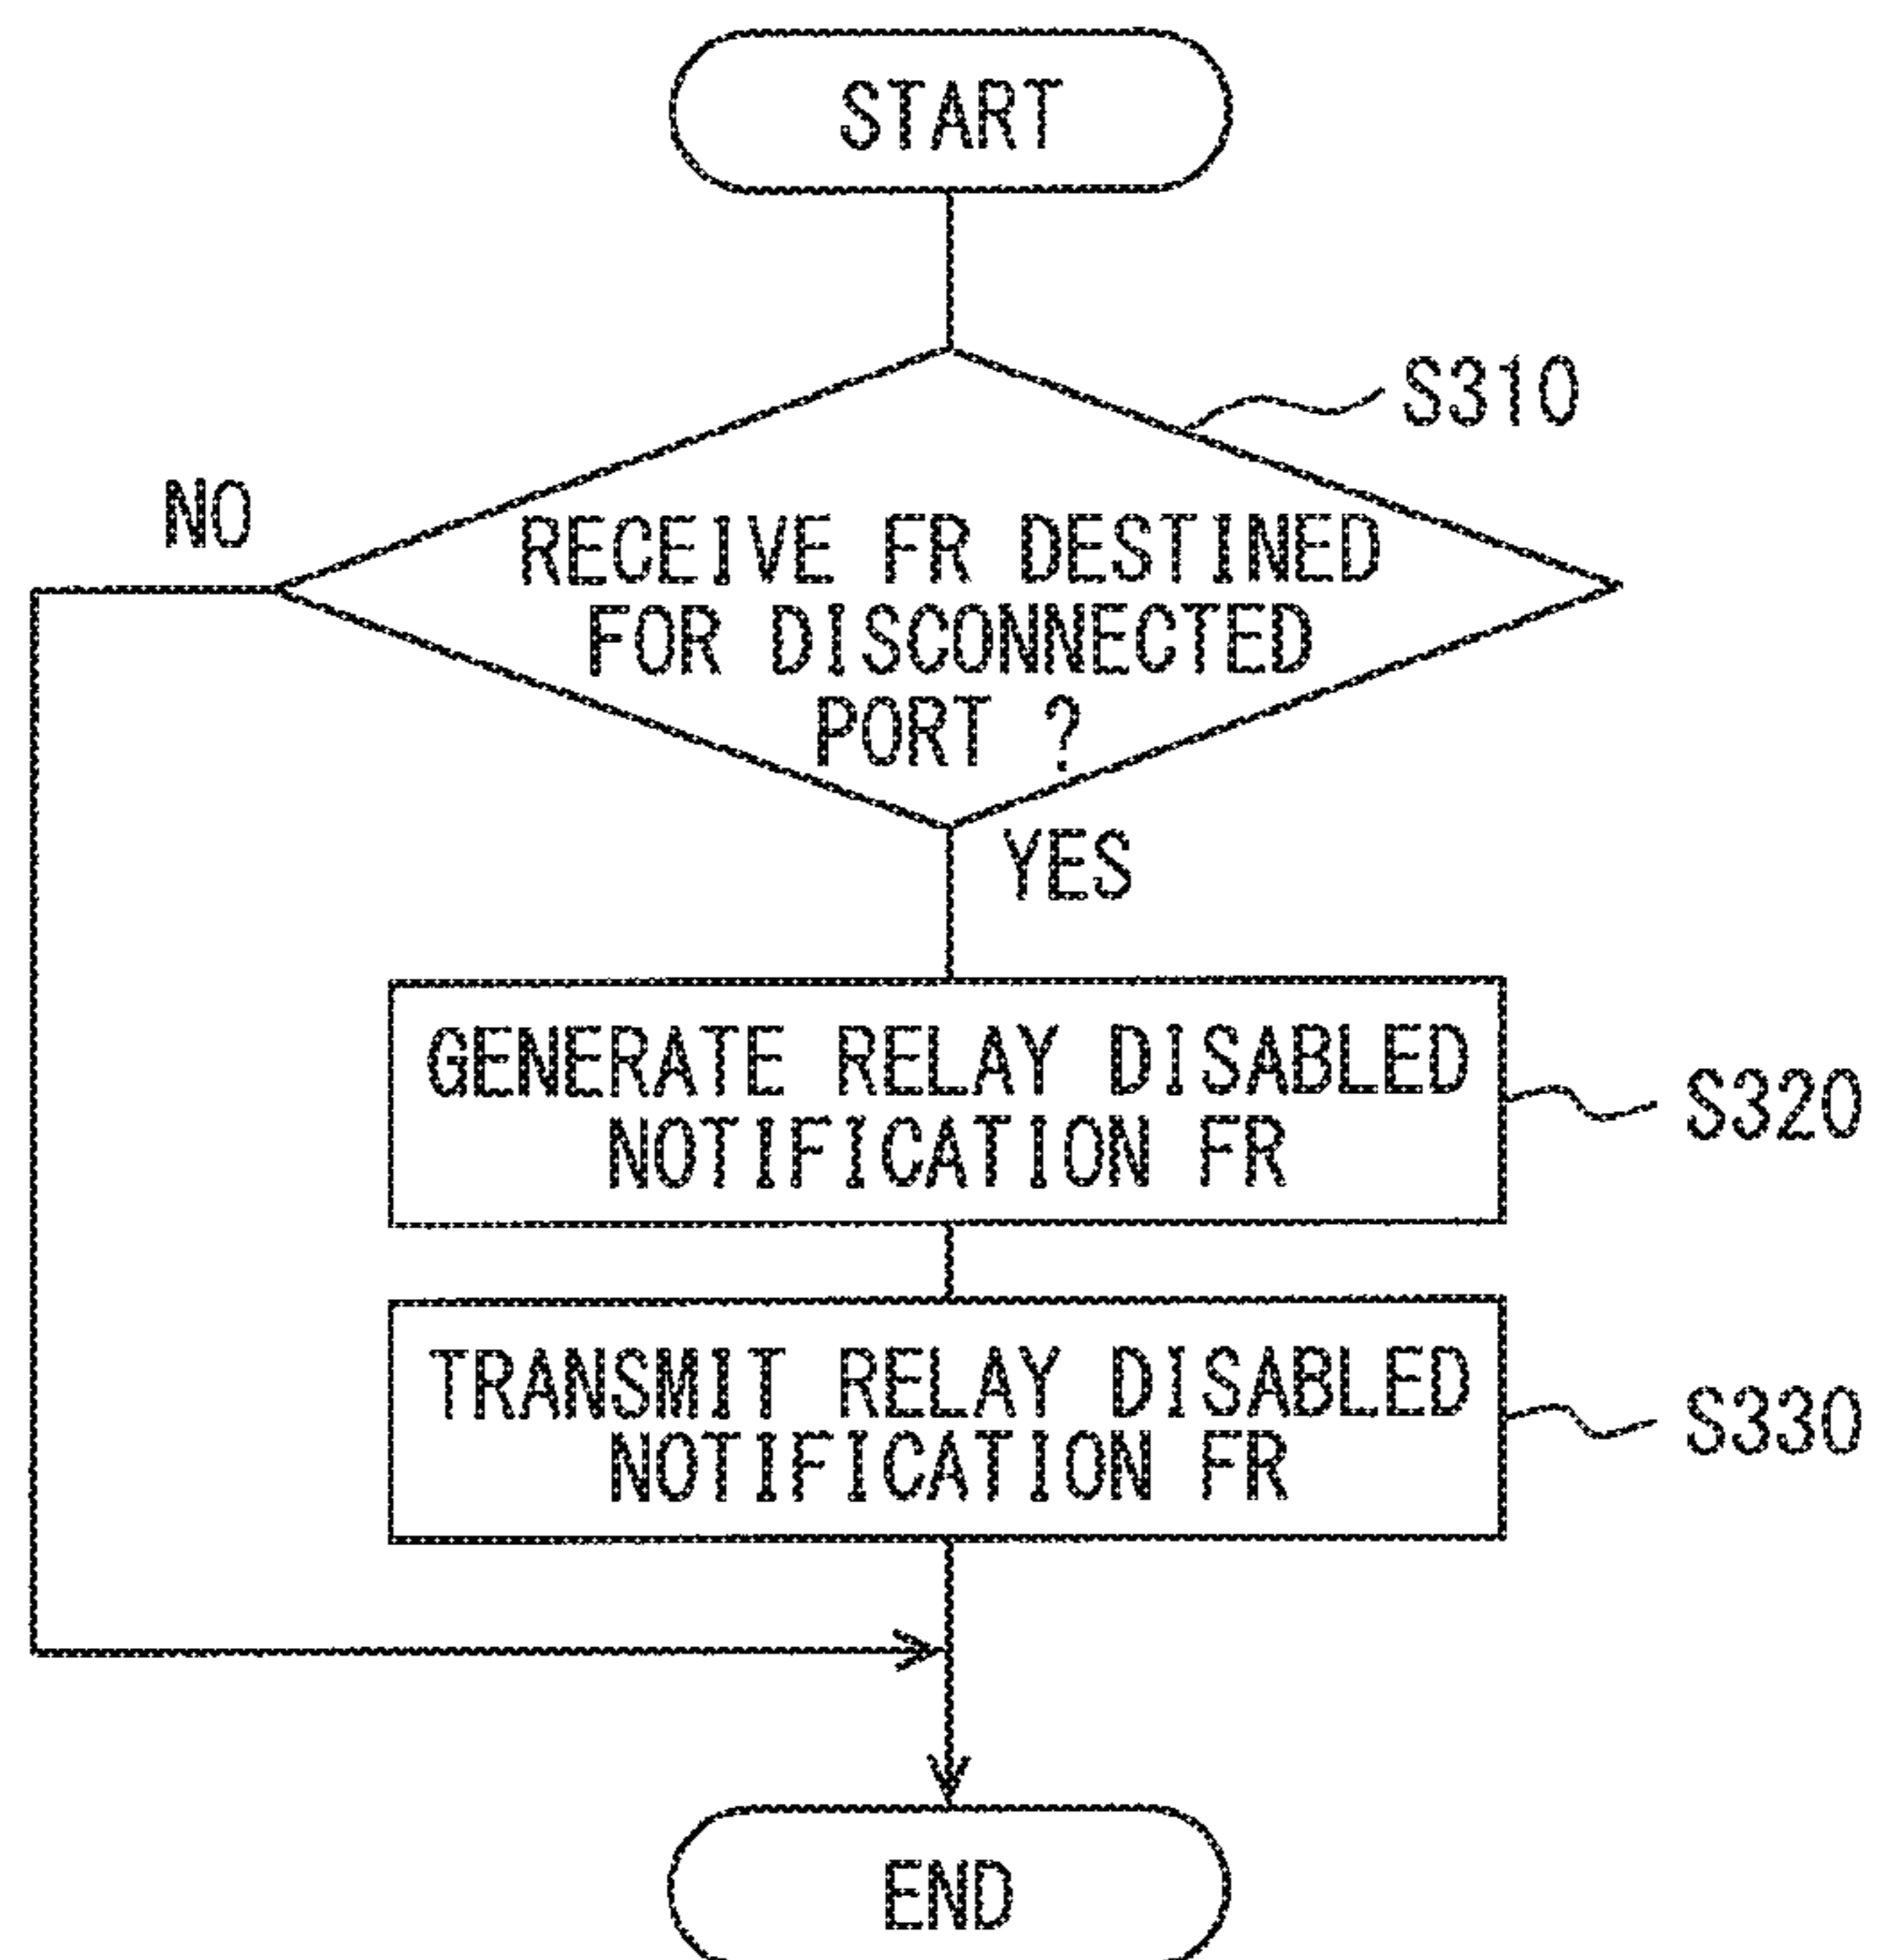 START
S310
NO
RECEIVE FR DESTINED
FOR DISCONNECTED
PORT ?
YES
GENERATE RELAY DISABLED
NOTIFICATION FR
S320
TRANSMIT RELAY DISABLED
NOTIFICATION FR
S330
END